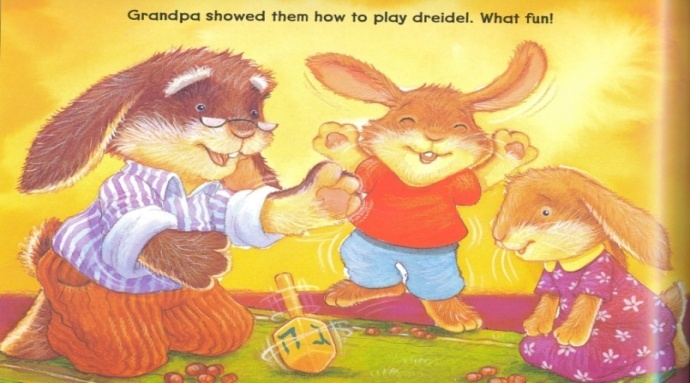 Grandpa showed them how to play dreidel. What fun!
נ ג